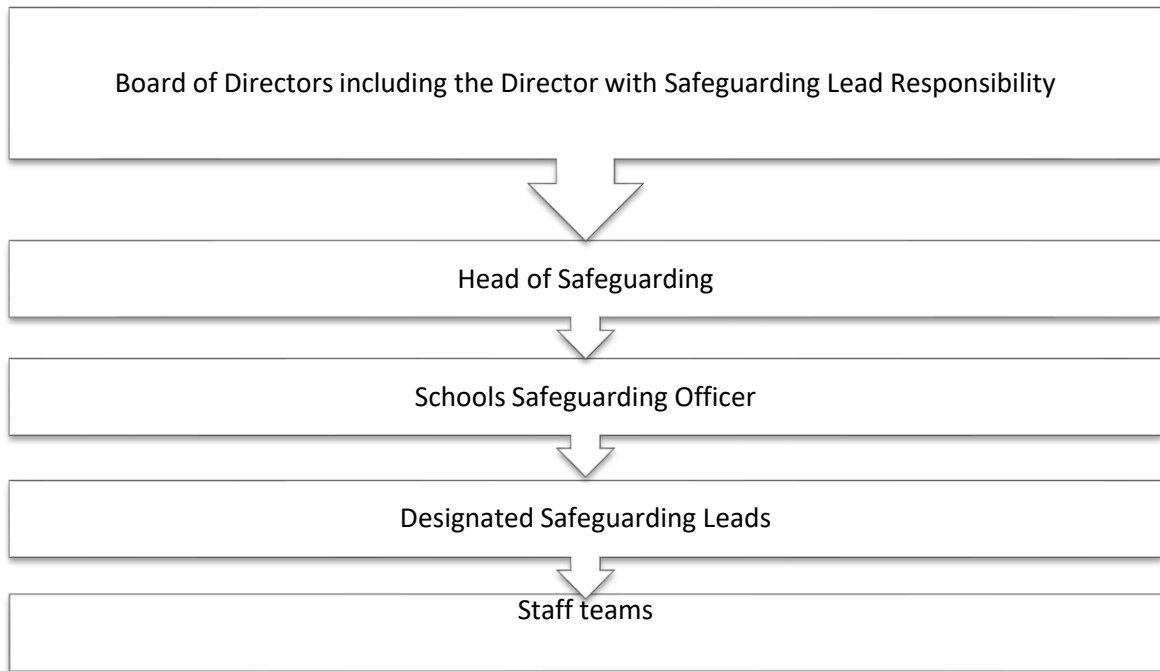 Board of Directors including the Director with Safeguarding Lead Responsibility
Head of Safeguarding
Schools Safeguarding Officer
Designated Safeguarding Leads
Staff teams